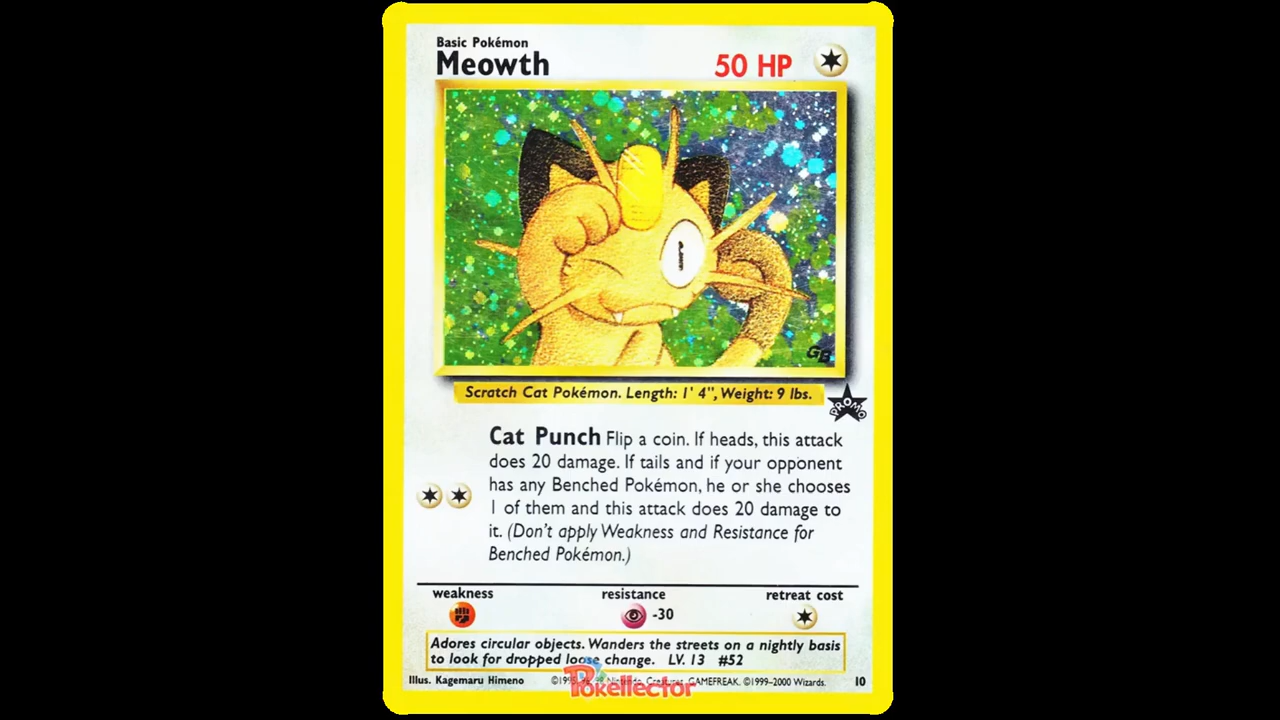 Basic Pokémon
Meowth
50 HP
GB
Scratch Cat Pokémon. Length: 1' 4", Weight: 9 lbs.
PROMO
Cat Punch Flip a coin. If heads, this attack
does 20 damage. If tails and if your opponent
has any Benched Pokémon, he or she chooses
1 of them and this attack does 20 damage to
it. (Don't apply Weakness and Resistance for
Benched Pokémon.)
weakness resistance retreat cost
-30
Adores circular objects. Wanders the streets on a nightly basis
to look for dropped loose change. LV. 13 #52
Illus. Kagemaru Himeno GAMEFREAK. ©1999-2000 Wizards. 10
Pokellector